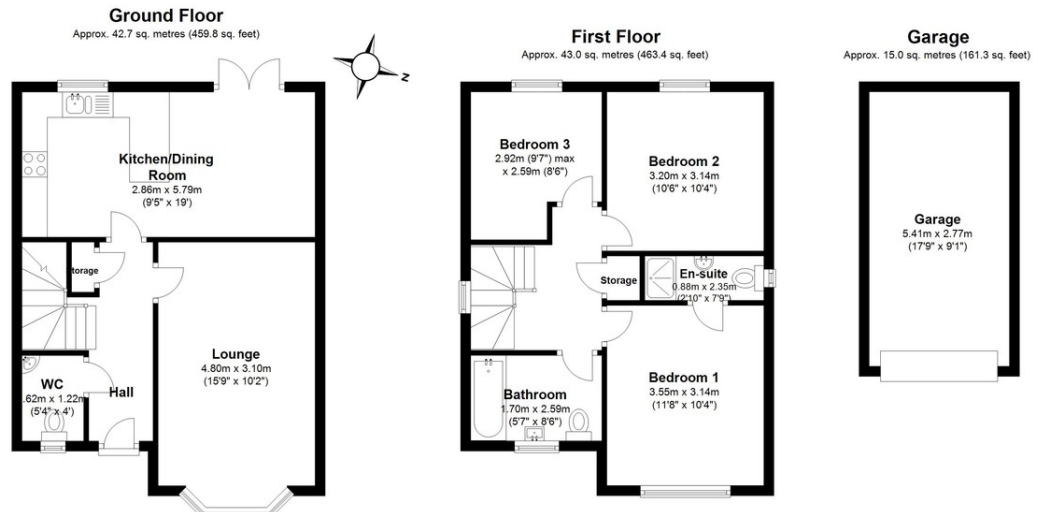 Ground Floor
Approx. 42.7 sq. metres (459.8 sq. feet)
Kitchen/Dining
Room
2.86m x 5.79m
(9'5" x 19')
torage
Lounge
4.80m x 3.10m
(15'9" x 10'2")
WC
.62m x 1.22m
(5'4" x 4')
Hall
N
First Floor
Approx. 43.0 sq. metres (463.4 sq. feet)
Bedroom 3
2.92m (9'7") max
x 2.59m (8'6")
Bedroom 2
3.20m x 3.14m
(10'6" x 10'4")
Storage
En-suite
0.88m x 2.35m
(2'10" x 7'9")
Bedroom 1
3.55m x 3.14m
(11'8" x 10'4")
Bathroom
1.70m x 2.59m
(5'7" x 8'6")
Garage
Approx. 15.0 sq. metres (161.3 sq. feet)
Garage
5.41m x 2.77m
(17'9" x 9'1")